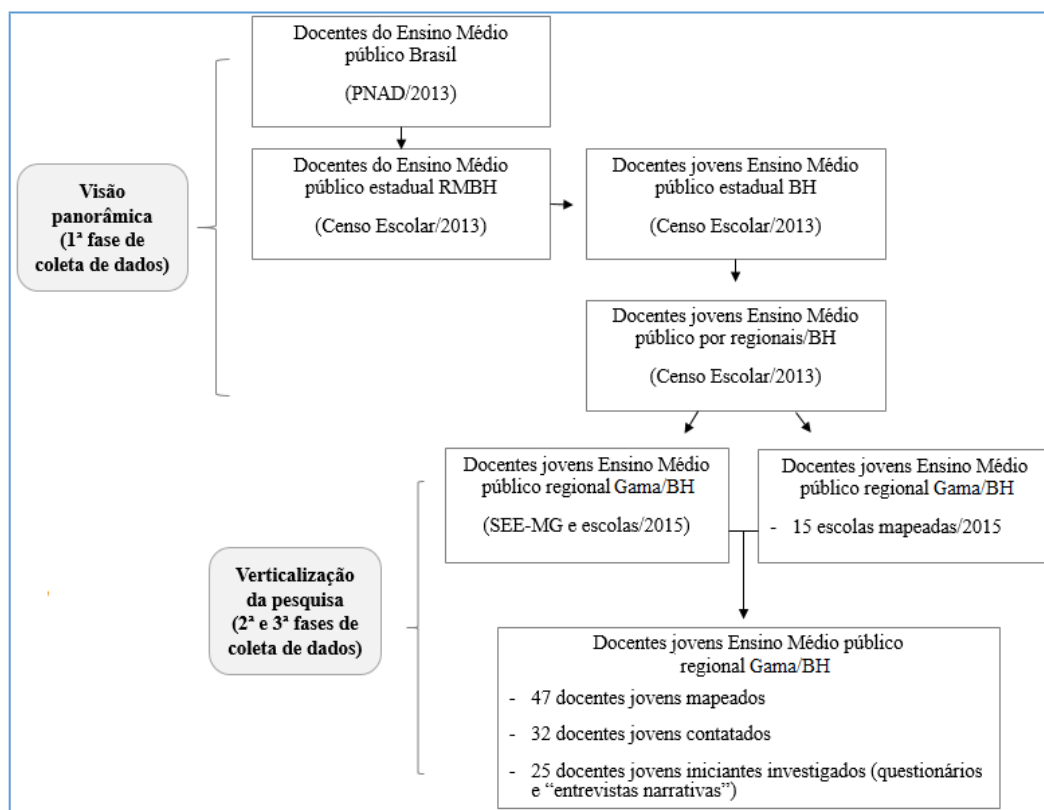 Docentes do Ensino Médio
público Brasil
(PNAD/2013)
Visão
panorâmica
(1ª fase de
coleta de dados)
Docentes do Ensino Médio
público estadual RMBH
(Censo Escolar/2013)
Docentes jovens Ensino Médio
público estadual BH
(Censo Escolar/2013)
Docentes jovens Ensino Médio
público por regionais/BH
(Censo Escolar/2013)
Docentes jovens Ensino Médio
público regional Gama/BH
(SEE-MG e escolas/2015)
Docentes jovens Ensino Médio
público regional Gama/BH
- 15 escolas mapeadas/2015
Verticalização
da pesquisa
(2ª e 3ª fases de
coleta de dados)
Docentes jovens Ensino Médio público
regional Gama/BH
- 47 docentes jovens mapeados
- 32 docentes jovens contatados
- 25 docentes jovens iniciantes investigados (questionários
e “entrevistas narrativas”)